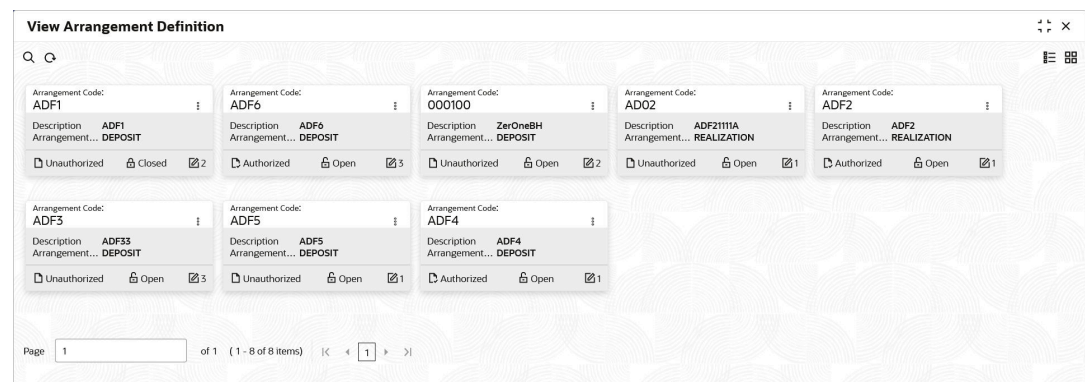 View Arrangement Definition
Arrangement Code:
ADF1
Description ADF1
Arrangement... DEPOSIT
Unauthorized Closed 2
Arrangement Code:
ADF6
Description ADF6
Arrangement... DEPOSIT
Authorized Open 3
Arrangement Code:
000100
Description ZerOneBH
Arrangement... DEPOSIT
Unauthorized Open 2
Arrangement Code:
AD02
Description ADF21111A
Arrangement... REALIZATION
Unauthorized Open 1
Arrangement Code:
ADF2
Description ADF2
Arrangement... REALIZATION
Authorized Open 1
Arrangement Code:
ADF3
Description ADF33
Arrangement... DEPOSIT
Unauthorized Open 3
Arrangement Code:
ADF5
Description ADF5
Arrangement... DEPOSIT
Unauthorized Open 1
Arrangement Code:
ADF4
Description ADF4
Arrangement... DEPOSIT
Authorized Open 1
Page 1 of 1 ( 1 - 8 of 8 items) 1